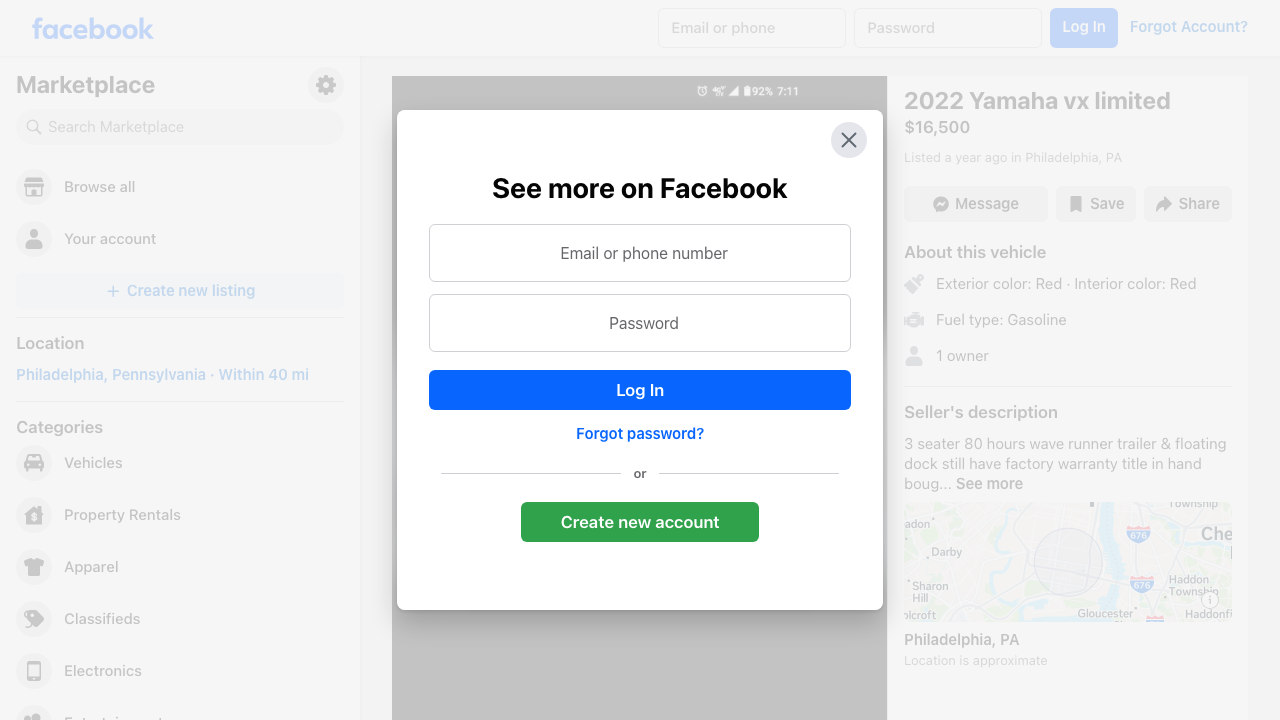 facebook
Email or phone
Password
Log In
Forgot Account?
Marketplace
Search Marketplace
Browse all
Your account
Create new listing
Location
Philadelphia, Pennsylvania · Within 40 mi
Categories
Vehicles
Property Rentals
Apparel
Classifieds
Electronics
92% 7:11
See more on Facebook
Email or phone number
Password
Log In
Forgot password?
or
Create new account
2022 Yamaha vx limited
$16,500
Listed a year ago in Philadelphia, PA
Message
Save
Share
About this vehicle
Exterior color: Red · Interior color: Red
Fuel type: Gasoline
1 owner
Seller's description
3 seater 80 hours wave runner trailer & floating
dock still have factory warranty title in hand
boug... See more
Township
adon
676
Che
Darby
676
Sharon
Hill
Haddon
Township
olcroft
Gloucester
Haddonfi
Philadelphia, PA
Location is approximate